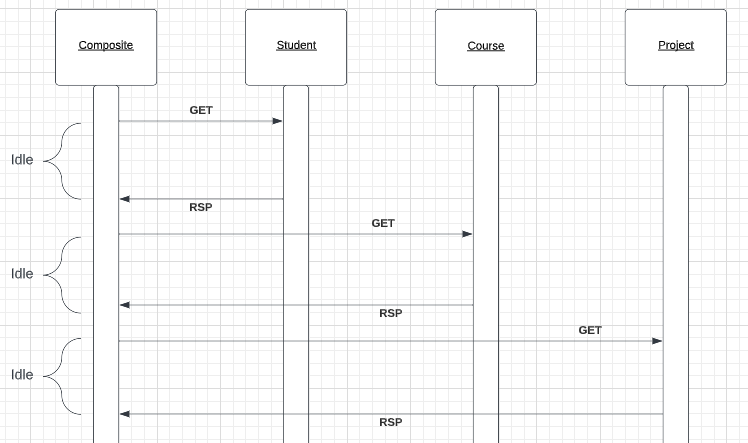 Composite
Student
Course
Project
GET
Idle
RSP
GET
Idle
RSP
GET
Idle
RSP